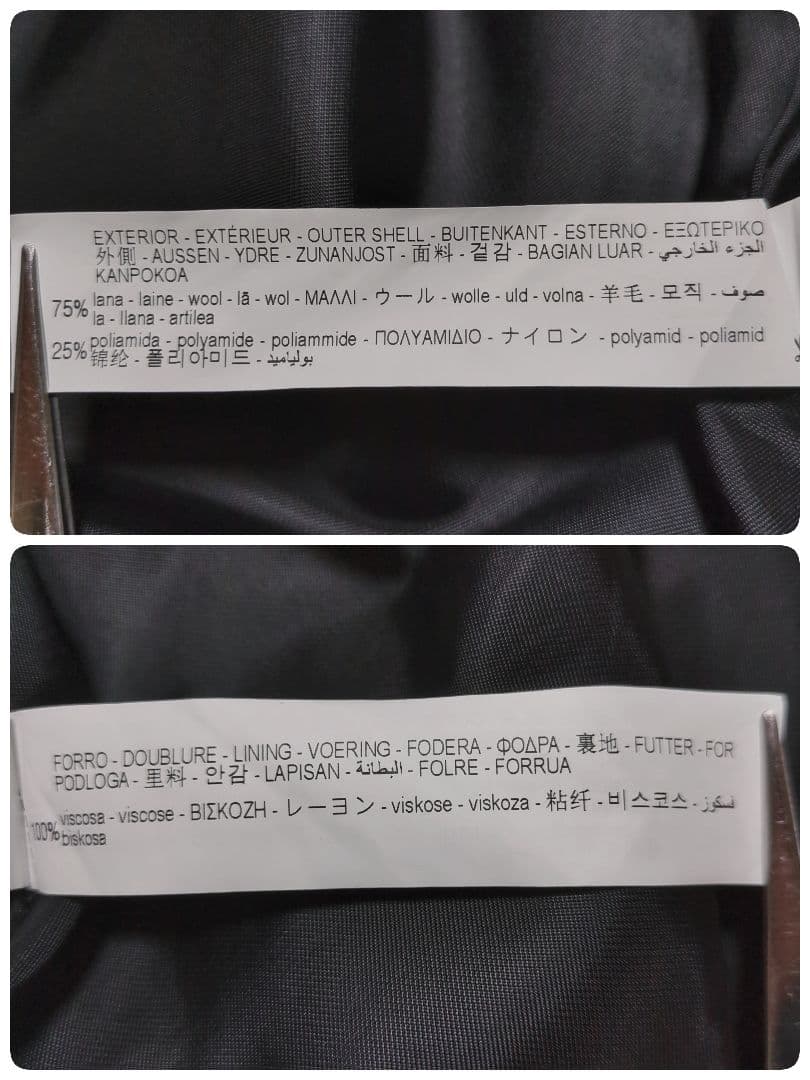 EXTERIOR - EXTÉRIEUR - OUTER SHELL - BUITENKANT - ESTERNO - ΕΞΩΤΕΡΙΚΟ
外側 - AUSSEN - YDRE - ZUNANJOST - 面料 - 겉감 - BAGIAN LUAR - الجزء الخارجي
KANPOKOA
75% lana - laine - wool - lã - wol - ΜΑΛΛΙ - ウール - wolle - uld - volna - 羊毛 - 모직 - صوف -
la - llana - artilea
25% poliamida - polyamide - poliammide - ΠΟΛΥΑΜΙΔΙΟ - ナイロン - polyamid - poliamid
锦纶 - 폴리아미드 - بولياميد
FORRO - DOUBLURE - LINING - VOERING - FODERA - ΦΟΔΡΑ - 裏地 - FUTTER - FOR
PODLOGA - 里料 - 안감 - LAPISAN - البطانة - FOLRE - FORRUA
100% viscosa - viscose - ΒΙΣΚΟΖΗ - レーヨン - viskose - viskoza - 粘纤 - 비스코스 - فسكوز
biskosa